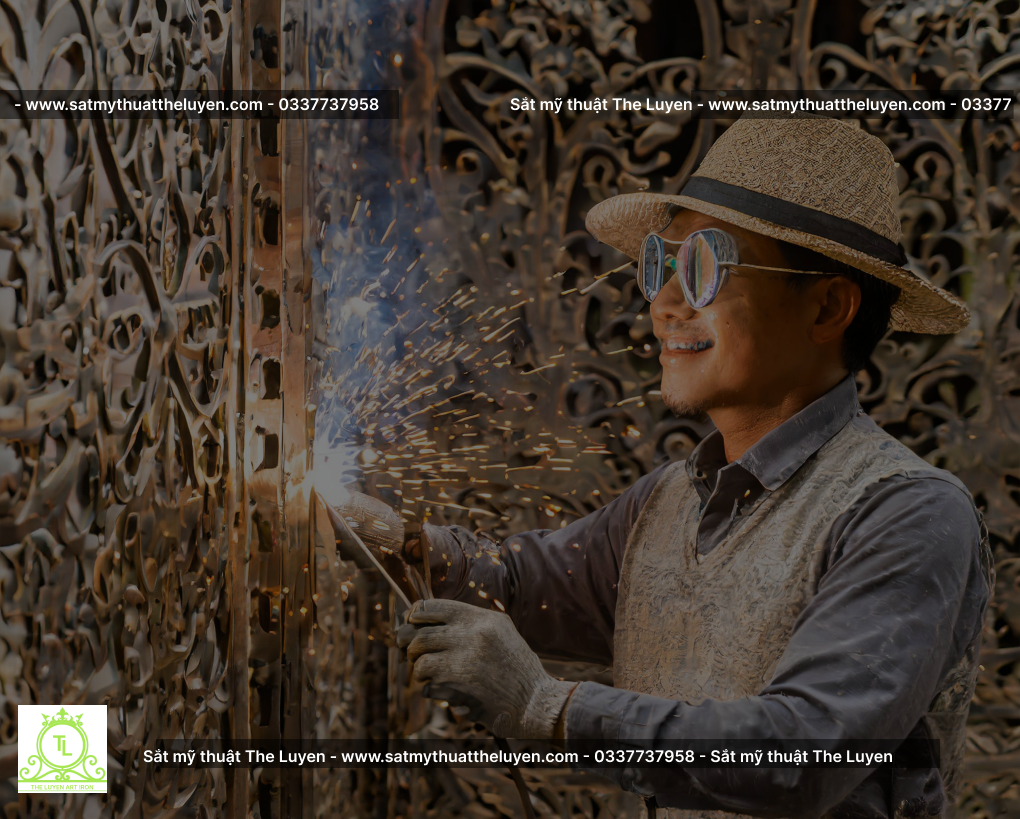 - www.satmythuattheluyen.com - 0337737958
Sắt mỹ thuật The Luyen - www.satmythuattheluyen.com - 03377
TL
THE LUYEN ART IRON
Sắt mỹ thuật The Luyen - www.satmythuattheluyen.com - 0337737958 - Sắt mỹ thuật The Luyen